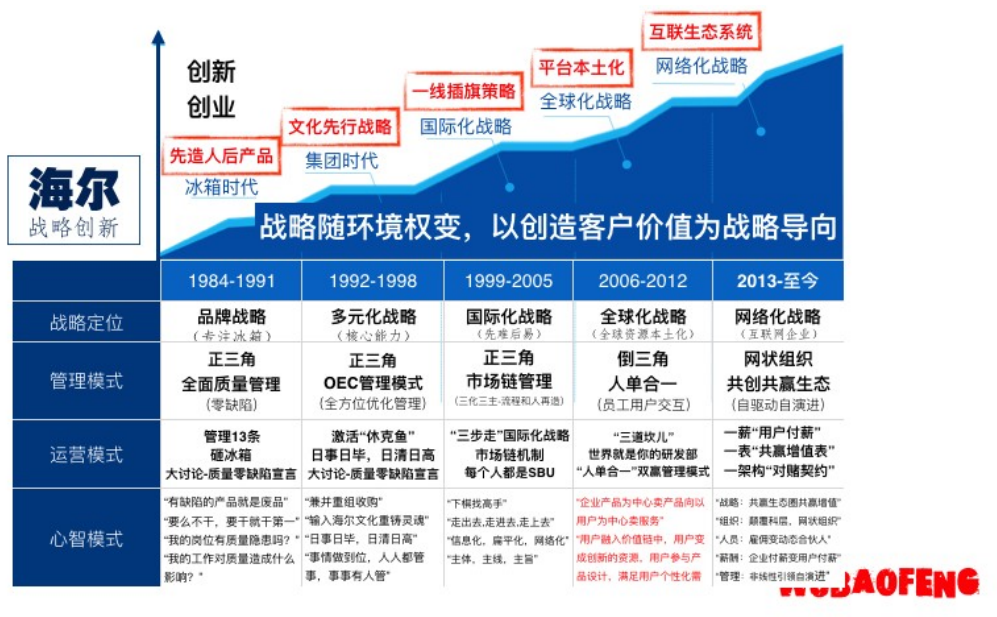 互联生态系统
网络化战略
平台本土化
全球化战略
一线插旗策略
国际化战略
文化先行战略
集团时代
先造人后产品
冰箱时代
创新
创业
海尔
战略创新
战略随环境权变，以创造客户价值为战略导向
1984-1991
1992-1998
1999-2005
2006-2012
2013-至今
战略定位
品牌战略
（专注冰箱）
多元化战略
（核心能力）
国际化战略
（先难后易）
全球化战略
（全球资源本土化）
网络化战略
（互联网企业）
管理模式
正三角
全面质量管理
（零缺陷）
正三角
OEC管理模式
（全方位优化管理）
正三角
市场链管理
（三化三主-流程和人再造）
倒三角
人单合一
（员工用户交互）
网状组织
共创共赢生态
（自驱动自演进）
运营模式
管理13条
砸冰箱
大讨论-质量零缺陷宣言
激活“休克鱼”
日事日毕，日清日高
大讨论-质量零缺陷宣言
“三步走”国际化战略
市场链机制
每个人都是SBU
“三道坎儿”
世界就是你的研发部
“人单合一”双赢管理模式
一薪“用户付薪”
一表“共赢增值表”
一架构“对赌契约”
心智模式
“有缺陷的产品就是废品”
“要么不干，要干就干第一”
“我的岗位有质量隐患吗？”
“我的工作对质量造成什么
影响？”
“兼并重组收购”
“输入海尔文化重铸灵魂”
“日事日毕，日清日高”
“事情做到位，人人都管
事，事事有人管”
“下棋找高手”
“走出去,走进去,走上去”
“信息化，扁平化，网络化”
“主体，主线，主旨”
“企业产品为中心卖产品向以
用户为中心卖服务”
“用户融入价值链中，用户变
成创新的资源，用户参与产
品设计，满足用户个性化需
“战略：共赢生态圈共赢增值”
“组织：颠覆科层，网状组织”
“人员：雇佣变动态合伙人”
“薪酬：企业付薪变用户付薪”
“管理：非线性引领自演进”
WUBAOFENG